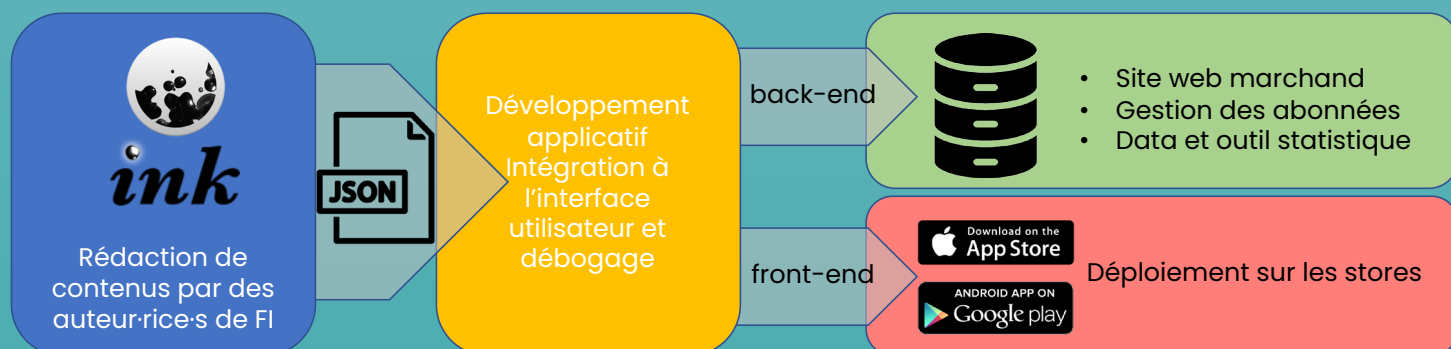 ink
Rédaction de
contenus par des
auteur·rice·s de FI
JSON
Développement
applicatif
Intégration à
l’interface
utilisateur et
débogage
back-end
• Site web marchand
• Gestion des abonnées
• Data et outil statistique
front-end
Download on the
App Store
ANDROID APP ON
Google play
Déploiement sur les stores